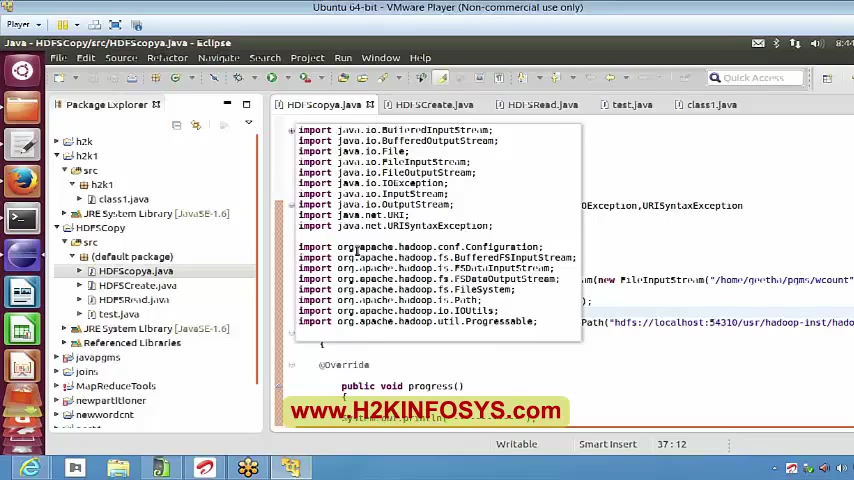 Ubuntu 64-bit - VMware Player (Non-commercial use only)
Player
Java - HDFSCopy/src/HDFScopya.java - Eclipse
8:44
File Edit Source Refactor Navigate Search Project Run Window Help
Quick Access
Package Explorer
HDFScopya.java
HDFSCreate.java
HDFSRead.java
test.java
class1.java
h2k
h2k1
src
h2k1
class1.java
JRE System Library [JavaSE-1.6]
HDFSCopy
src
(default package)
HDFScopya.java
HDFSCreate.java
HDFSRead.java
test.java
JRE System Library [JavaSE-1.6]
Referenced Libraries
javapgms
joins
MapReduceTools
newpartitioner
newwordcnt
import java.io.BufferedInputStream;
import java.io.BufferedOutputStream;
import java.io.File;
import java.io.FileInputStream;
import java.io.FileOutputStream;
import java.io.IOException;
import java.io.InputStream;
import java.io.OutputStream;
import java.net.URI;
import java.net.URISyntaxException;
import org.apache.hadoop.conf.Configuration;
import org.apache.hadoop.fs.BufferedFSInputStream;
import org.apache.hadoop.fs.FSDataInputStream;
import org.apache.hadoop.fs.FSDataOutputStream;
import org.apache.hadoop.fs.FileSystem;
import org.apache.hadoop.fs.Path;
import org.apache.hadoop.io.IOUtils;
import org.apache.hadoop.util.Progressable;
OException,URISyntaxException
am(new FileInputStream("/home/geetha/pgms/wcount"
);
Path("hdfs://localhost:54310/usr/hadoop-inst/hado
{
@Override
public void progress()
{
www.H2KINFOSYS.com
Writable
Smart Insert
37 : 12